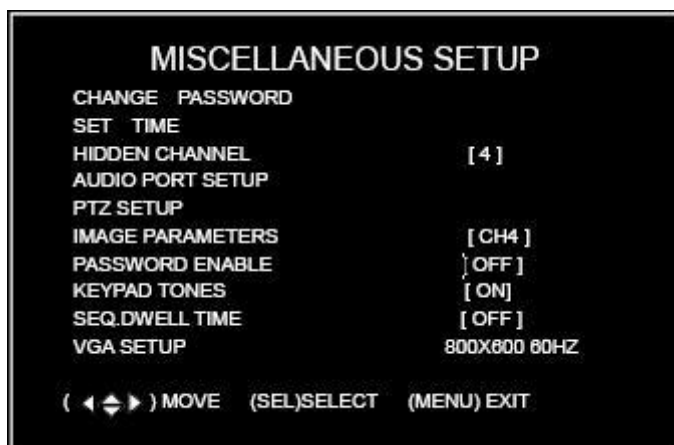 MISCELLANEOUS SETUP
CHANGE PASSWORD
SET TIME
HIDDEN CHANNEL [ 4 ]
AUDIO PORT SETUP
PTZ SETUP
IMAGE PARAMETERS [ CH4 ]
PASSWORD ENABLE [ OFF ]
KEYPAD TONES [ ON]
SEQ.DWELL TIME [ OFF ]
VGA SETUP 800X600 60HZ
( ◀ ▲▼ ▶ ) MOVE (SEL)SELECT (MENU) EXIT